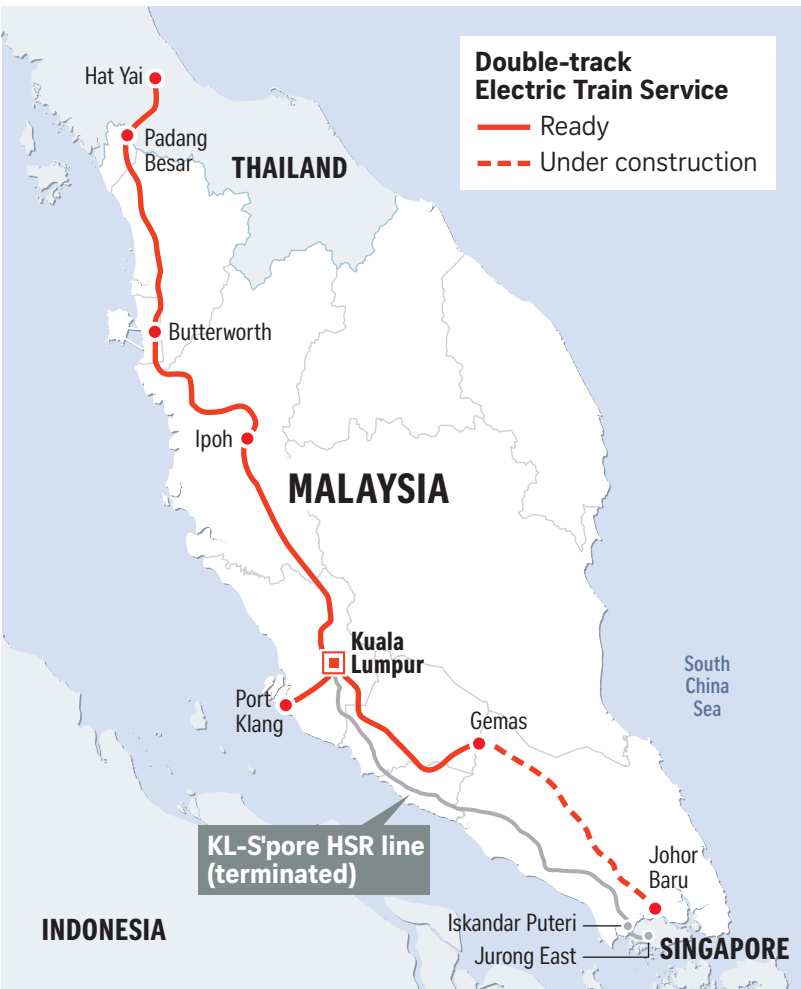 Double-track
Electric Train Service
Ready
Under construction
Hat Yai
Padang
Besar
THAILAND
Butterworth
Ipoh
MALAYSIA
Kuala
Lumpur
South
China
Sea
Port
Klang
Gemas
KL-S'pore HSR line
(terminated)
Johor
Baru
INDONESIA
Iskandar Puteri
Jurong East
SINGAPORE